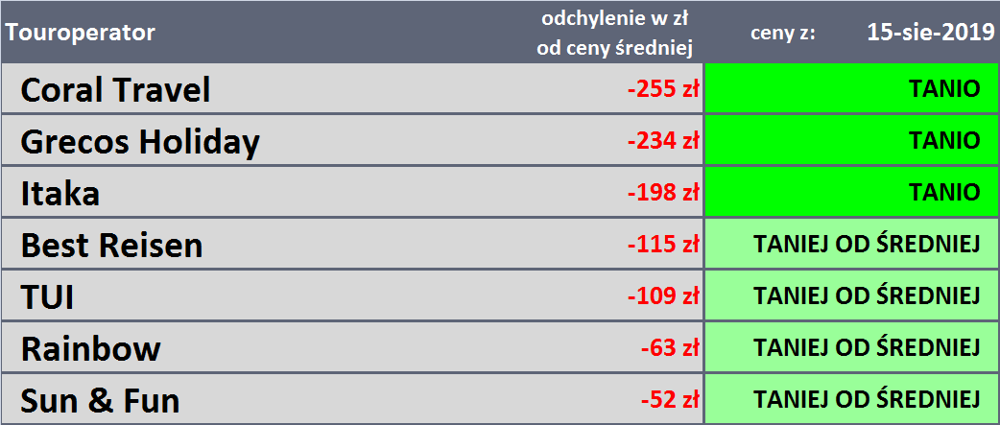 Touroperator odchylenie w zł od ceny średniej ceny z: 15-sie-2019
Coral Travel -255 zł TANIO
Grecos Holiday -234 zł TANIO
Itaka -198 zł TANIO
Best Reisen -115 zł TANIEJ OD ŚREDNIEJ
TUI -109 zł TANIEJ OD ŚREDNIEJ
Rainbow -63 zł TANIEJ OD ŚREDNIEJ
Sun & Fun -52 zł TANIEJ OD ŚREDNIEJ